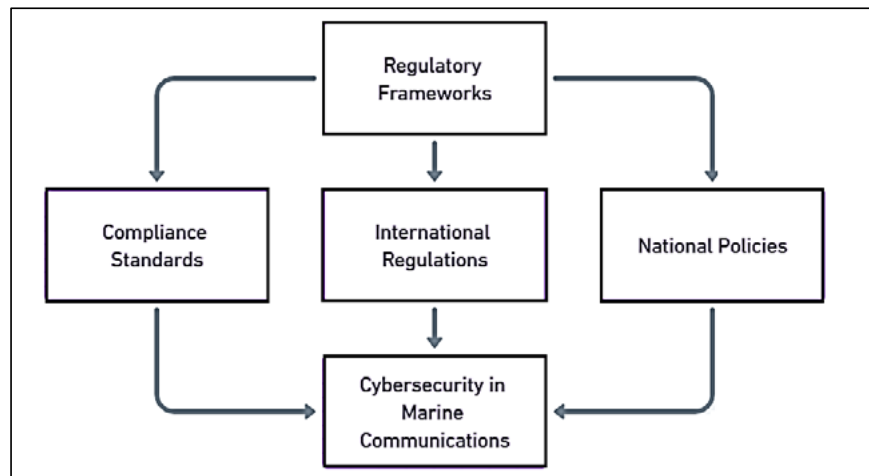 Regulatory
Frameworks
Compliance
Standards
International
Regulations
National Policies
Cybersecurity in
Marine
Communications